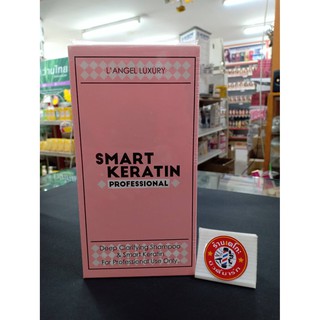 L'ANGEL LUXURY
SMART
KERATIN
PROFESSIONAL
Deep Clarifying Shampoo
& Smart Keratin
For Professional Use Only